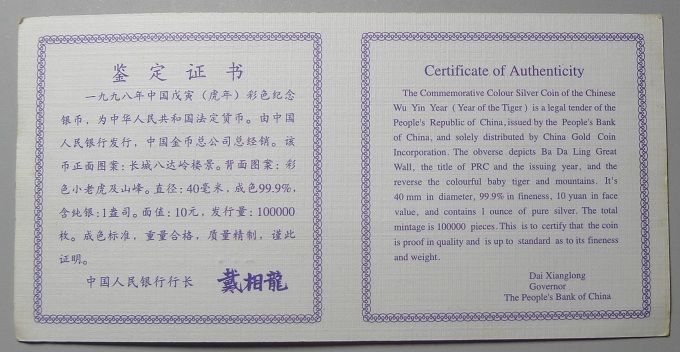 鉴定证书
一九九八年中国戊寅（虎年）彩色纪念
银币，为中华人民共和国法定货币。由中国
人民银行发行，中国金币总公司总经销。该
币正面图案：长城八达岭楼景。背面图案：彩
色小老虎及山峰。直径：40毫米，成色99.9%，
含纯银：1盎司。面值：10元，发行量：100000
枚。成色标准，重量合格，质量精制，谨此
证明。
中国人民银行行长 戴相龍
Certificate of Authenticity
The Commemorative Colour Silver Coin of the Chinese
Wu Yin Year (Year of the Tiger) is a legal tender of the
People's Republic of China, issued by the People's Bank
of China, and solely distributed by China Gold Coin
Incorporation. The obverse depicts Ba Da Ling Great
Wall, the title of PRC and the issuing year, and the
reverse the colourful baby tiger and mountains. It's
40 mm in diameter, 99.9% in fineness, 10 yuan in face
value, and contains 1 ounce of pure silver. The total
mintage is 100000 pieces. This is to certify that the coin
is proof in quality and is up to standard as to its fineness
and weight.
Dai Xianglong
Governor
The People's Bank of China